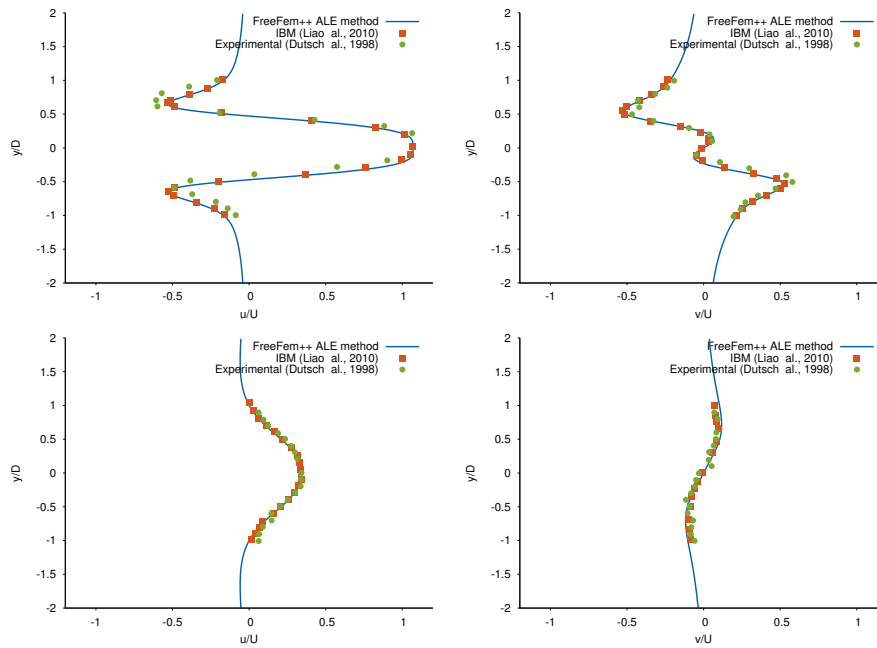 2
1.5
1
0.5
0
-0.5
-1
-1.5
-2
y/D
-1
-0.5
0
0.5
1
u/U
FreeFem++ ALE method
IBM (Liao al., 2010)
Experimental (Dutsch al., 1998)
2
1.5
1
0.5
0
-0.5
-1
-1.5
-2
y/D
-1
-0.5
0
0.5
1
v/U
FreeFem++ ALE method
IBM (Liao al., 2010)
Experimental (Dutsch al., 1998)
2
1.5
1
0.5
0
-0.5
-1
-1.5
-2
y/D
-1
-0.5
0
0.5
1
u/U
FreeFem++ ALE method
IBM (Liao al., 2010)
Experimental (Dutsch al., 1998)
2
1.5
1
0.5
0
-0.5
-1
-1.5
-2
y/D
-1
-0.5
0
0.5
1
v/U
FreeFem++ ALE method
IBM (Liao al., 2010)
Experimental (Dutsch al., 1998)